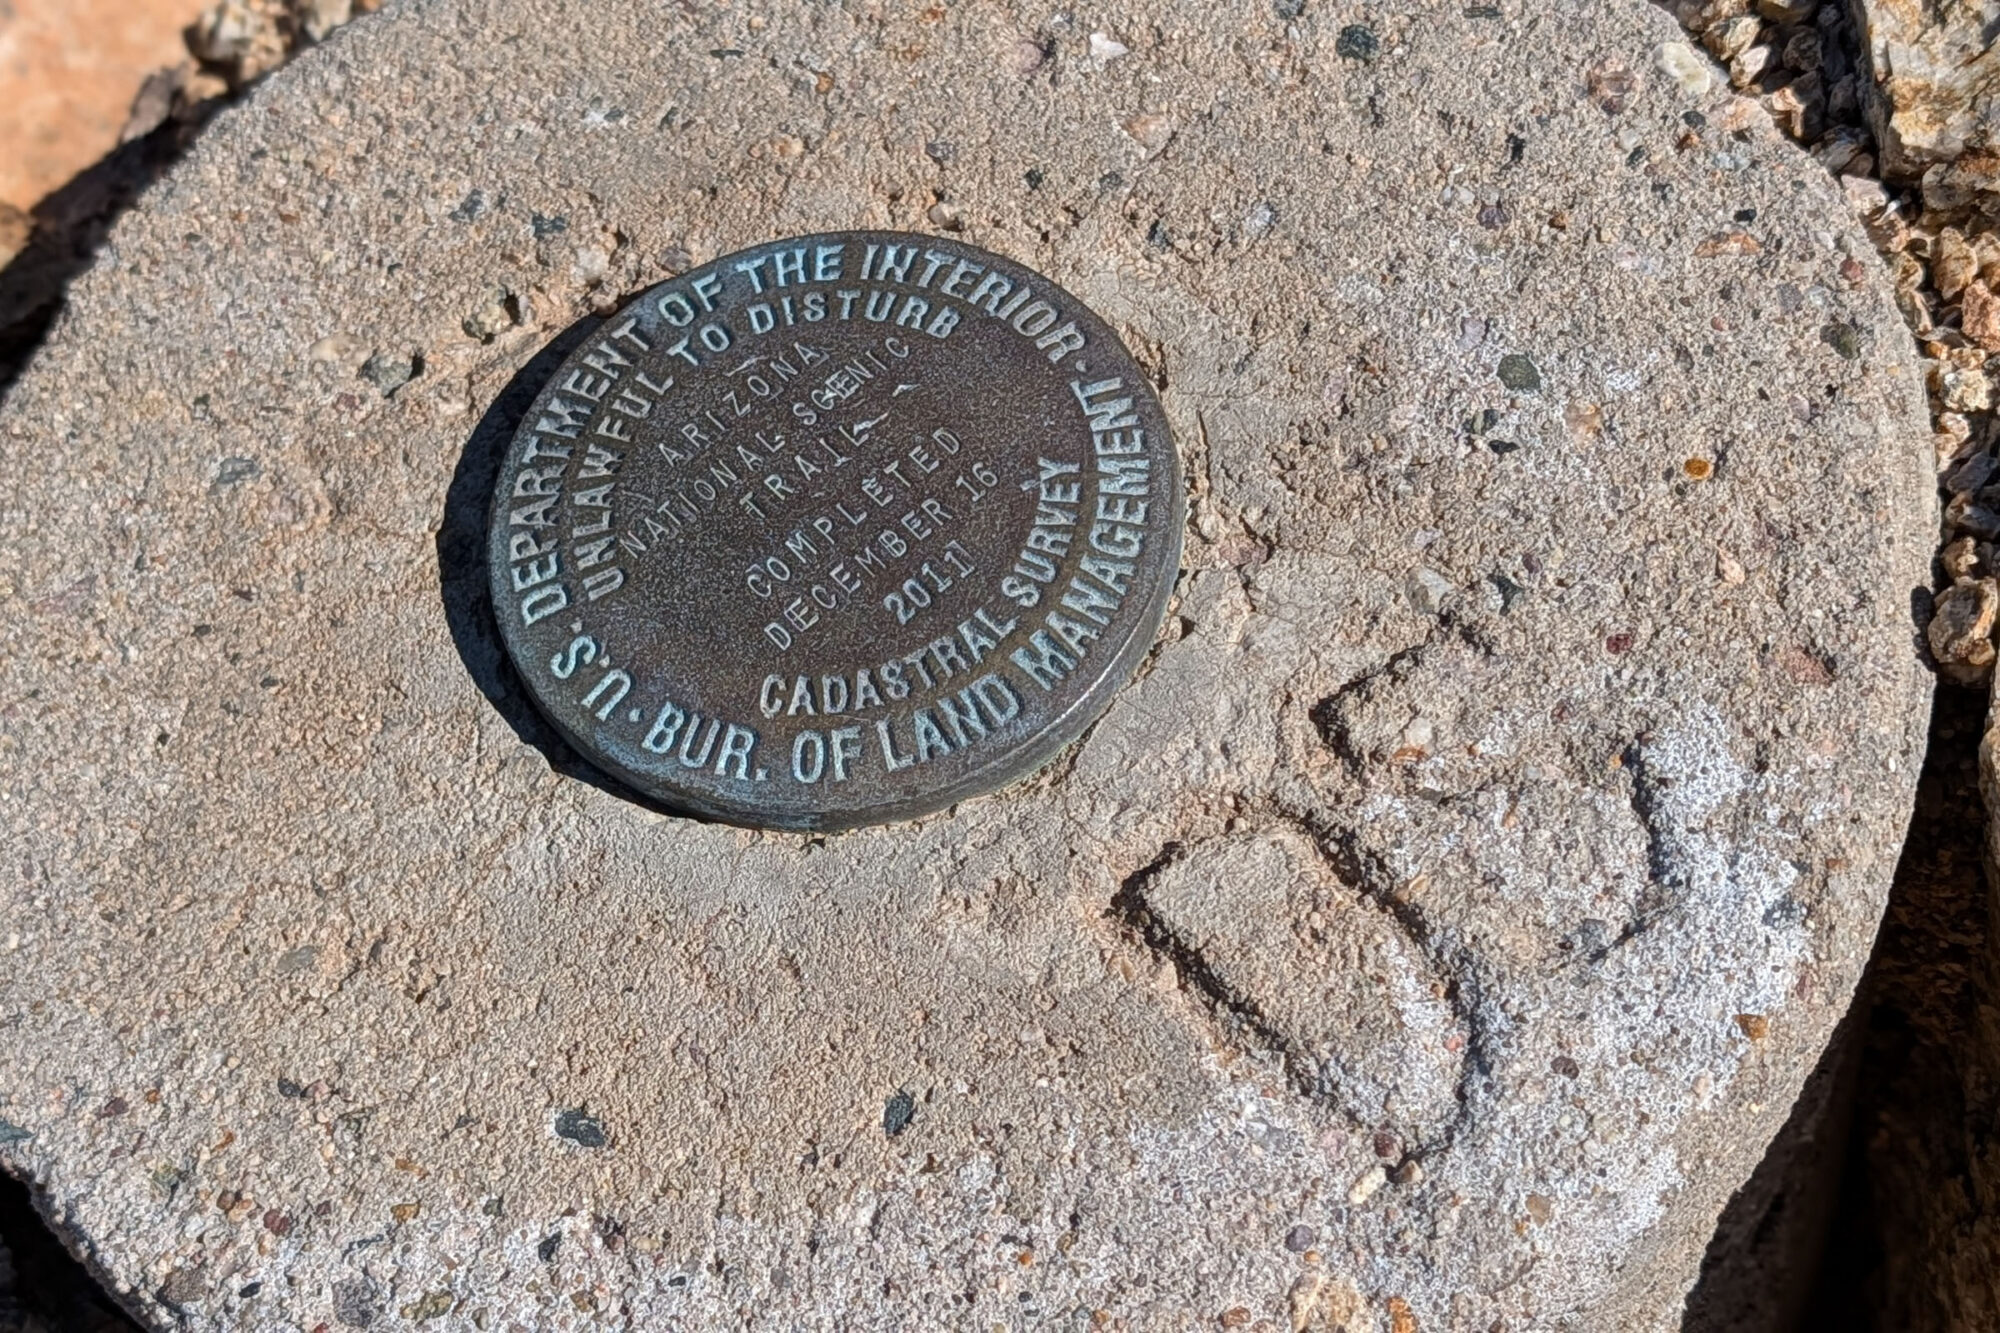 U.S. DEPARTMENT OF THE INTERIOR
UNLAWFUL TO DISTURB
ARIZONA
NATIONAL SCENIC
TRAIL
COMPLETED
DECEMBER 16
2011
CADASTRAL SURVEY
BUR. OF LAND MANAGEMENT